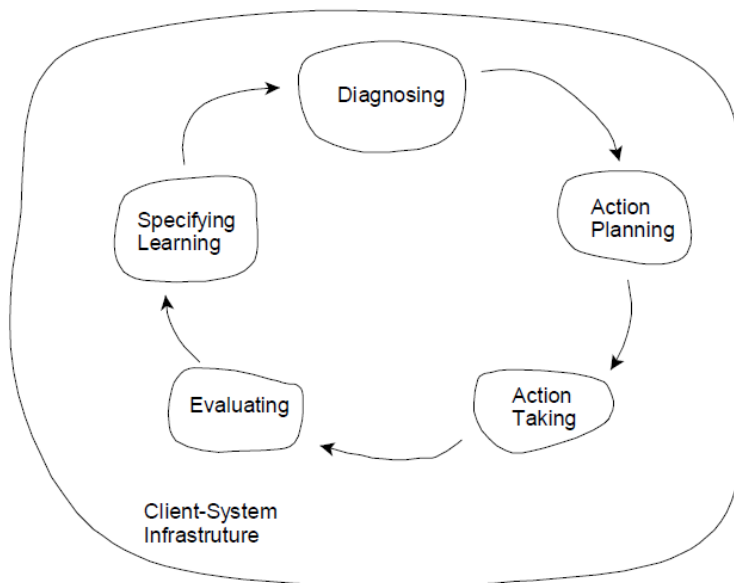 Diagnosing
Action
Planning
Action
Taking
Evaluating
Specifying
Learning
Client-System
Infrastruture